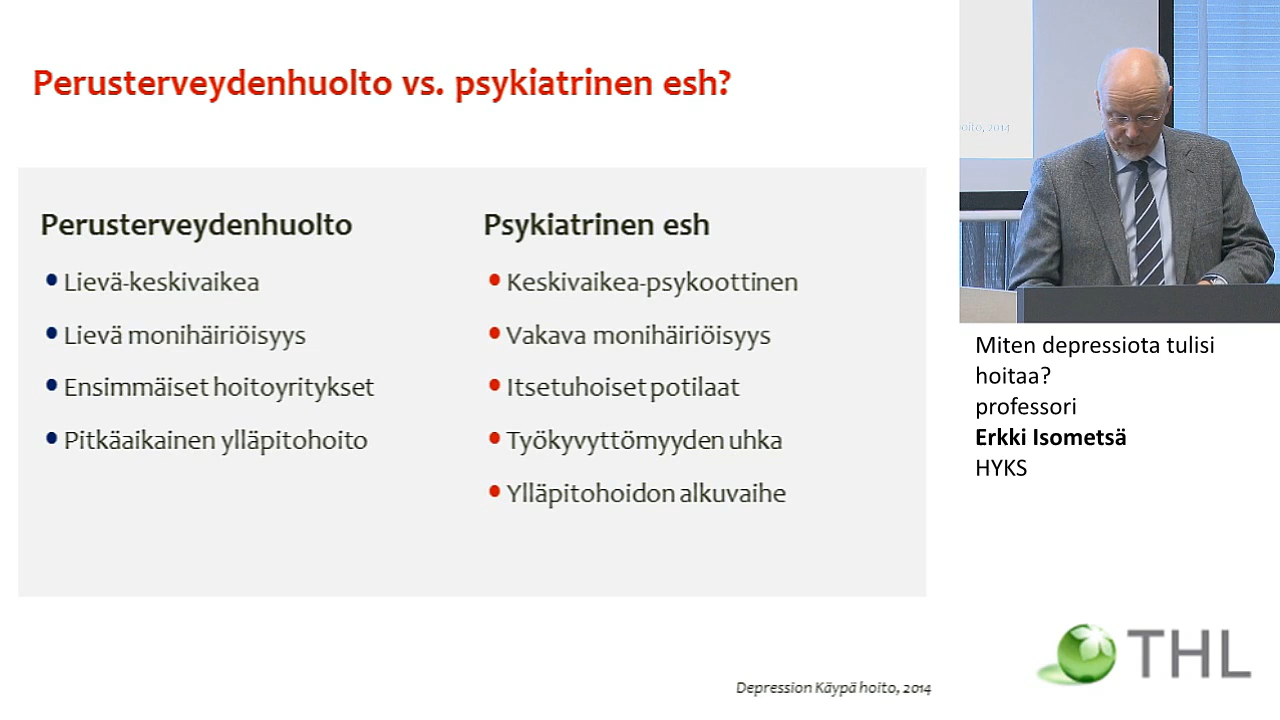 Perusterveydenhuolto vs. psykiatrinen esh?
Perusterveydenhuolto
Lievä-keskivaikea
Lievä monihäiriöisyys
Ensimmäiset hoitoyritykset
Pitkäaikainen ylläpitohoito
Psykiatrinen esh
Keskivaikea-psykoottinen
Vakava monihäiriöisyys
Itsetuhoiset potilaat
Työkyvyttömyyden uhka
Ylläpitohoidon alkuvaihe
Depression Käypä hoito, 2014
oito, 2014
Miten depressiota tulisi
hoitaa?
professori
Erkki Isometsä
HYKS
THL